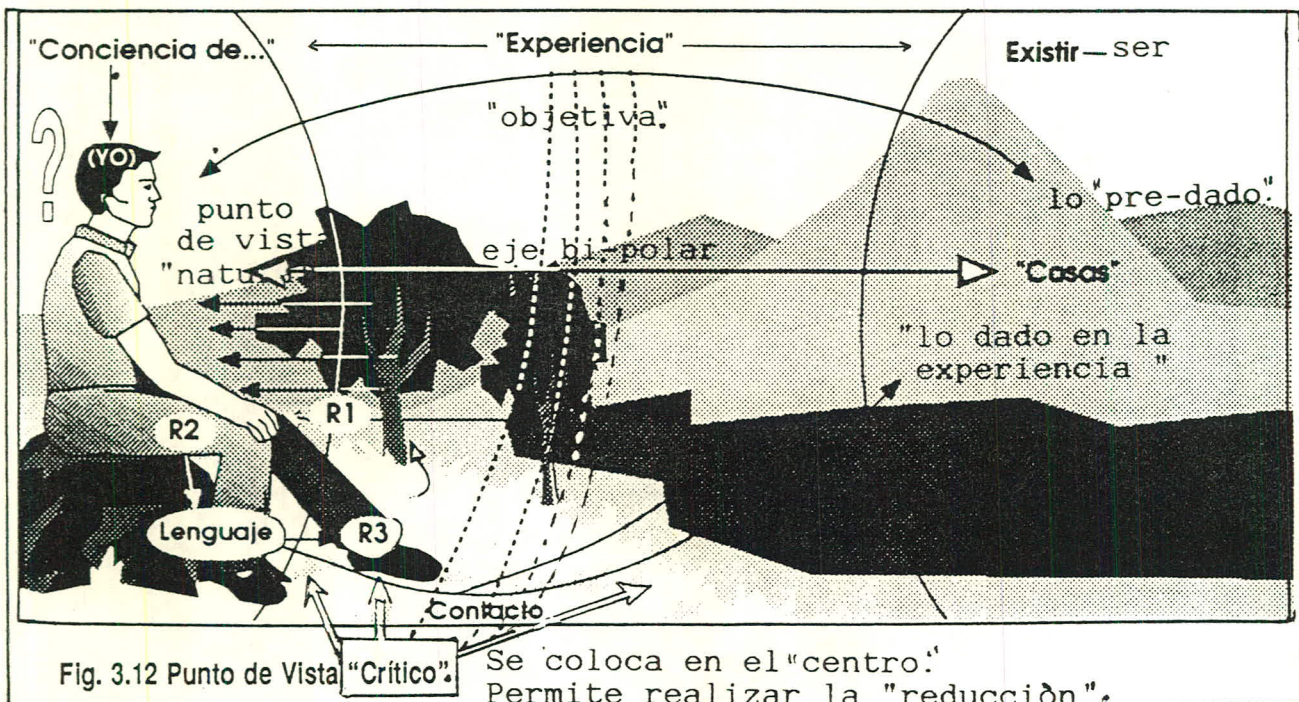 "Conciencia de..."
"Experiencia"
Existir — ser
(YO)
"objetiva".
lo "pre-dado".
punto
de vista
eje bi-polar
"Casas"
"lo dado en la
experiencia "
R1
R2
Lenguaje
R3
Contacto
Fig. 3.12 Punto de Vista "Crítico".
Se coloca en el "centro".
Permite realizar la "reducciòn".